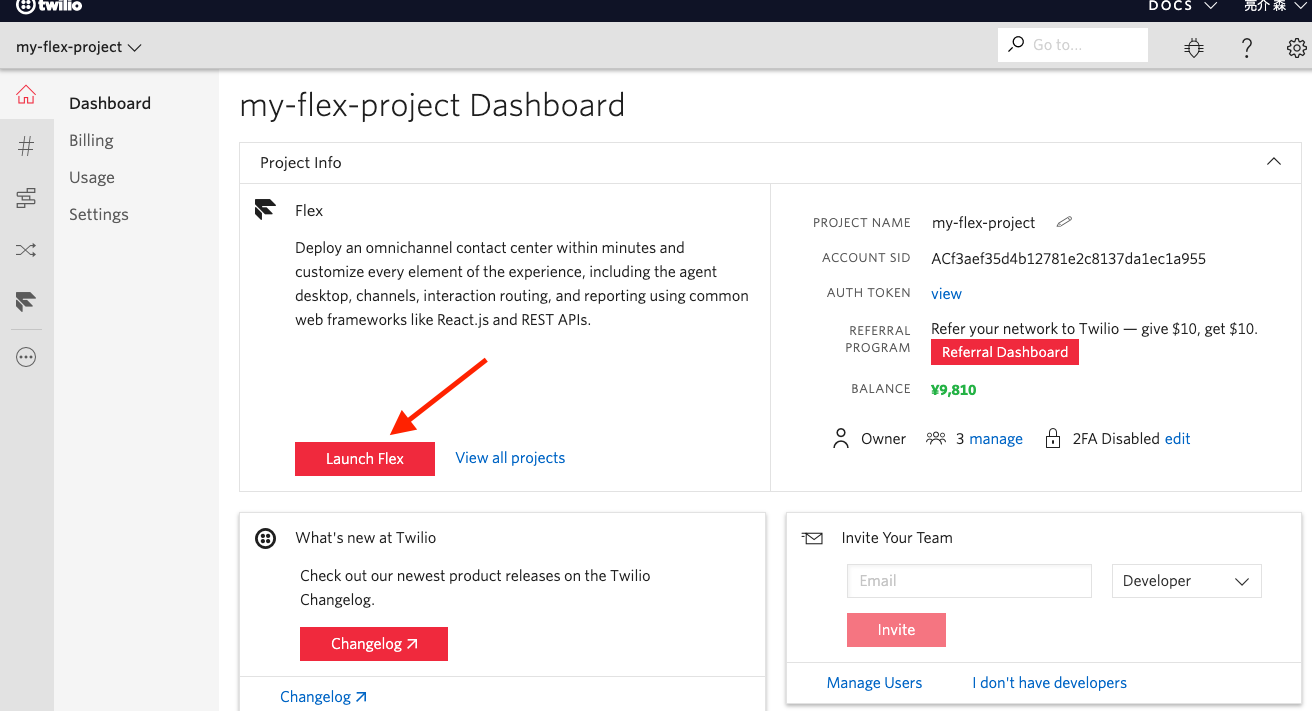 twilio
DOCS
亮介 森
my-flex-project
Go to...
Dashboard
Billing
Usage
Settings
my-flex-project Dashboard
Project Info
Flex
Deploy an omnichannel contact center within minutes and
customize every element of the experience, including the agent
desktop, channels, interaction routing, and reporting using common
web frameworks like React.js and REST APIs.
Launch Flex
View all projects
PROJECT NAME my-flex-project
ACCOUNT SID ACf3aef35d4b12781e2c8137da1ec1a955
AUTH TOKEN view
REFERRAL PROGRAM
Refer your network to Twilio — give $10, get $10.
Referral Dashboard
BALANCE ¥9,810
Owner 3 manage 2FA Disabled edit
What's new at Twilio
Check out our newest product releases on the Twilio
Changelog.
Changelog
Changelog
Invite Your Team
Email
Developer
Invite
Manage Users
I don't have developers